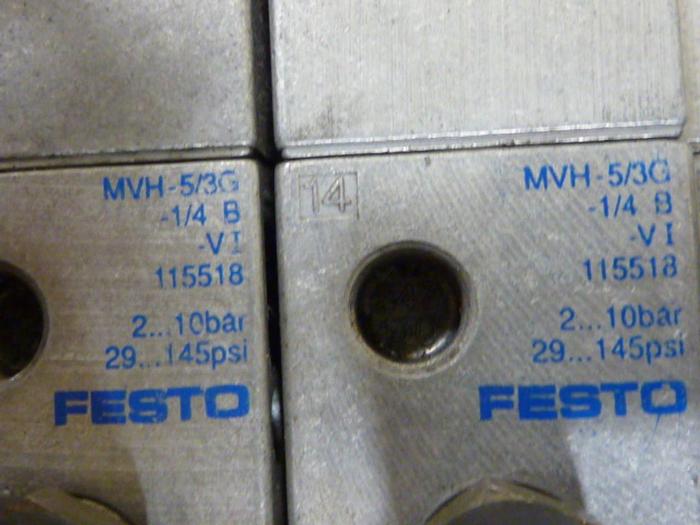 MVH-5/3G
-1/4 B
-VI
115518
2...10bar
29...145psi
FESTO
14
MVH-5/3G
-1/4 B
-VI
115518
2...10bar
29...145psi
FESTO